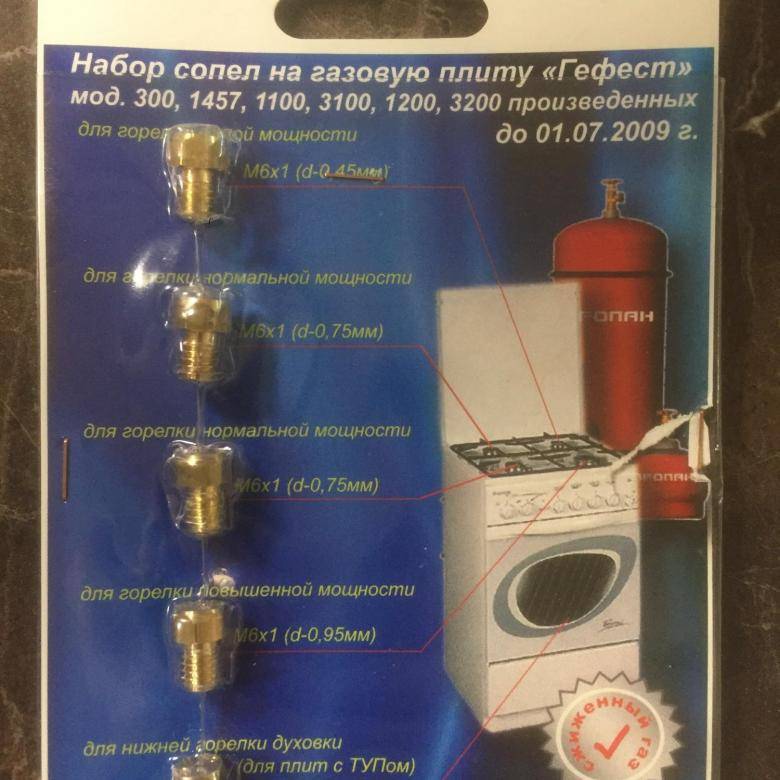 Набор сопел на газовую плиту «Гефест»
мод. 300, 1457, 1100, 3100, 1200, 3200 произведенных
до 01.07.2009 г.
для мощности
М6х1 (d-0,45мм)
для горелки нормальной мощности
М6х1 (d-0,75мм)
для горелки нормальной мощности
М6х1 (d-0,75мм)
для горелки повышенной мощности
М6х1 (d-0,95мм)
для нижней горелки духовки
(для плит с ТУПом)
ПРОПАН
сжиженный газ